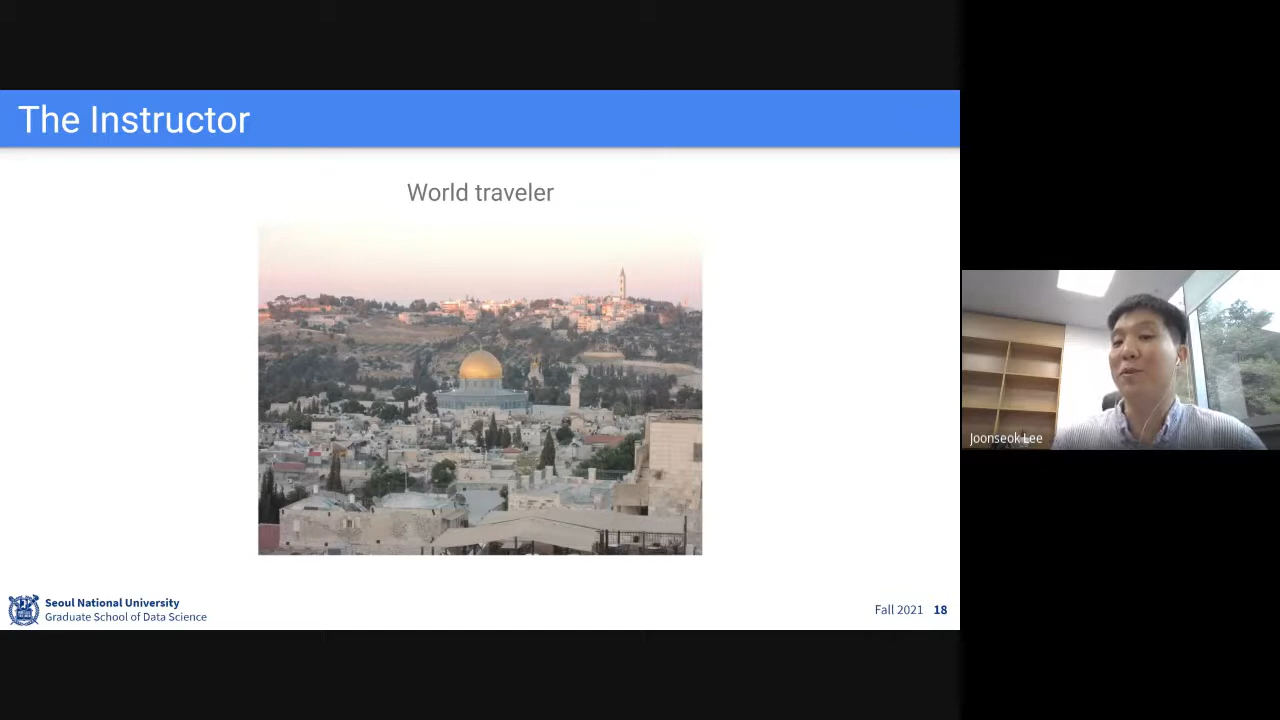 The Instructor
World traveler
Joonseok Lee
Seoul National University
Graduate School of Data Science
Fall 2021 18